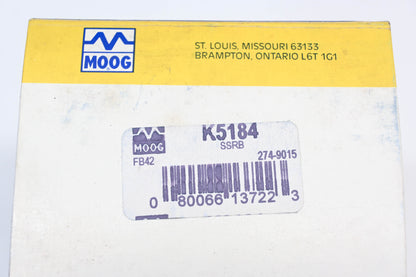 MOOG
ST. LOUIS, MISSOURI 63133
BRAMPTON, ONTARIO L6T 1G1
MOOG
K5184
SSRB
FB42
274-9015
0 80066 13722 3